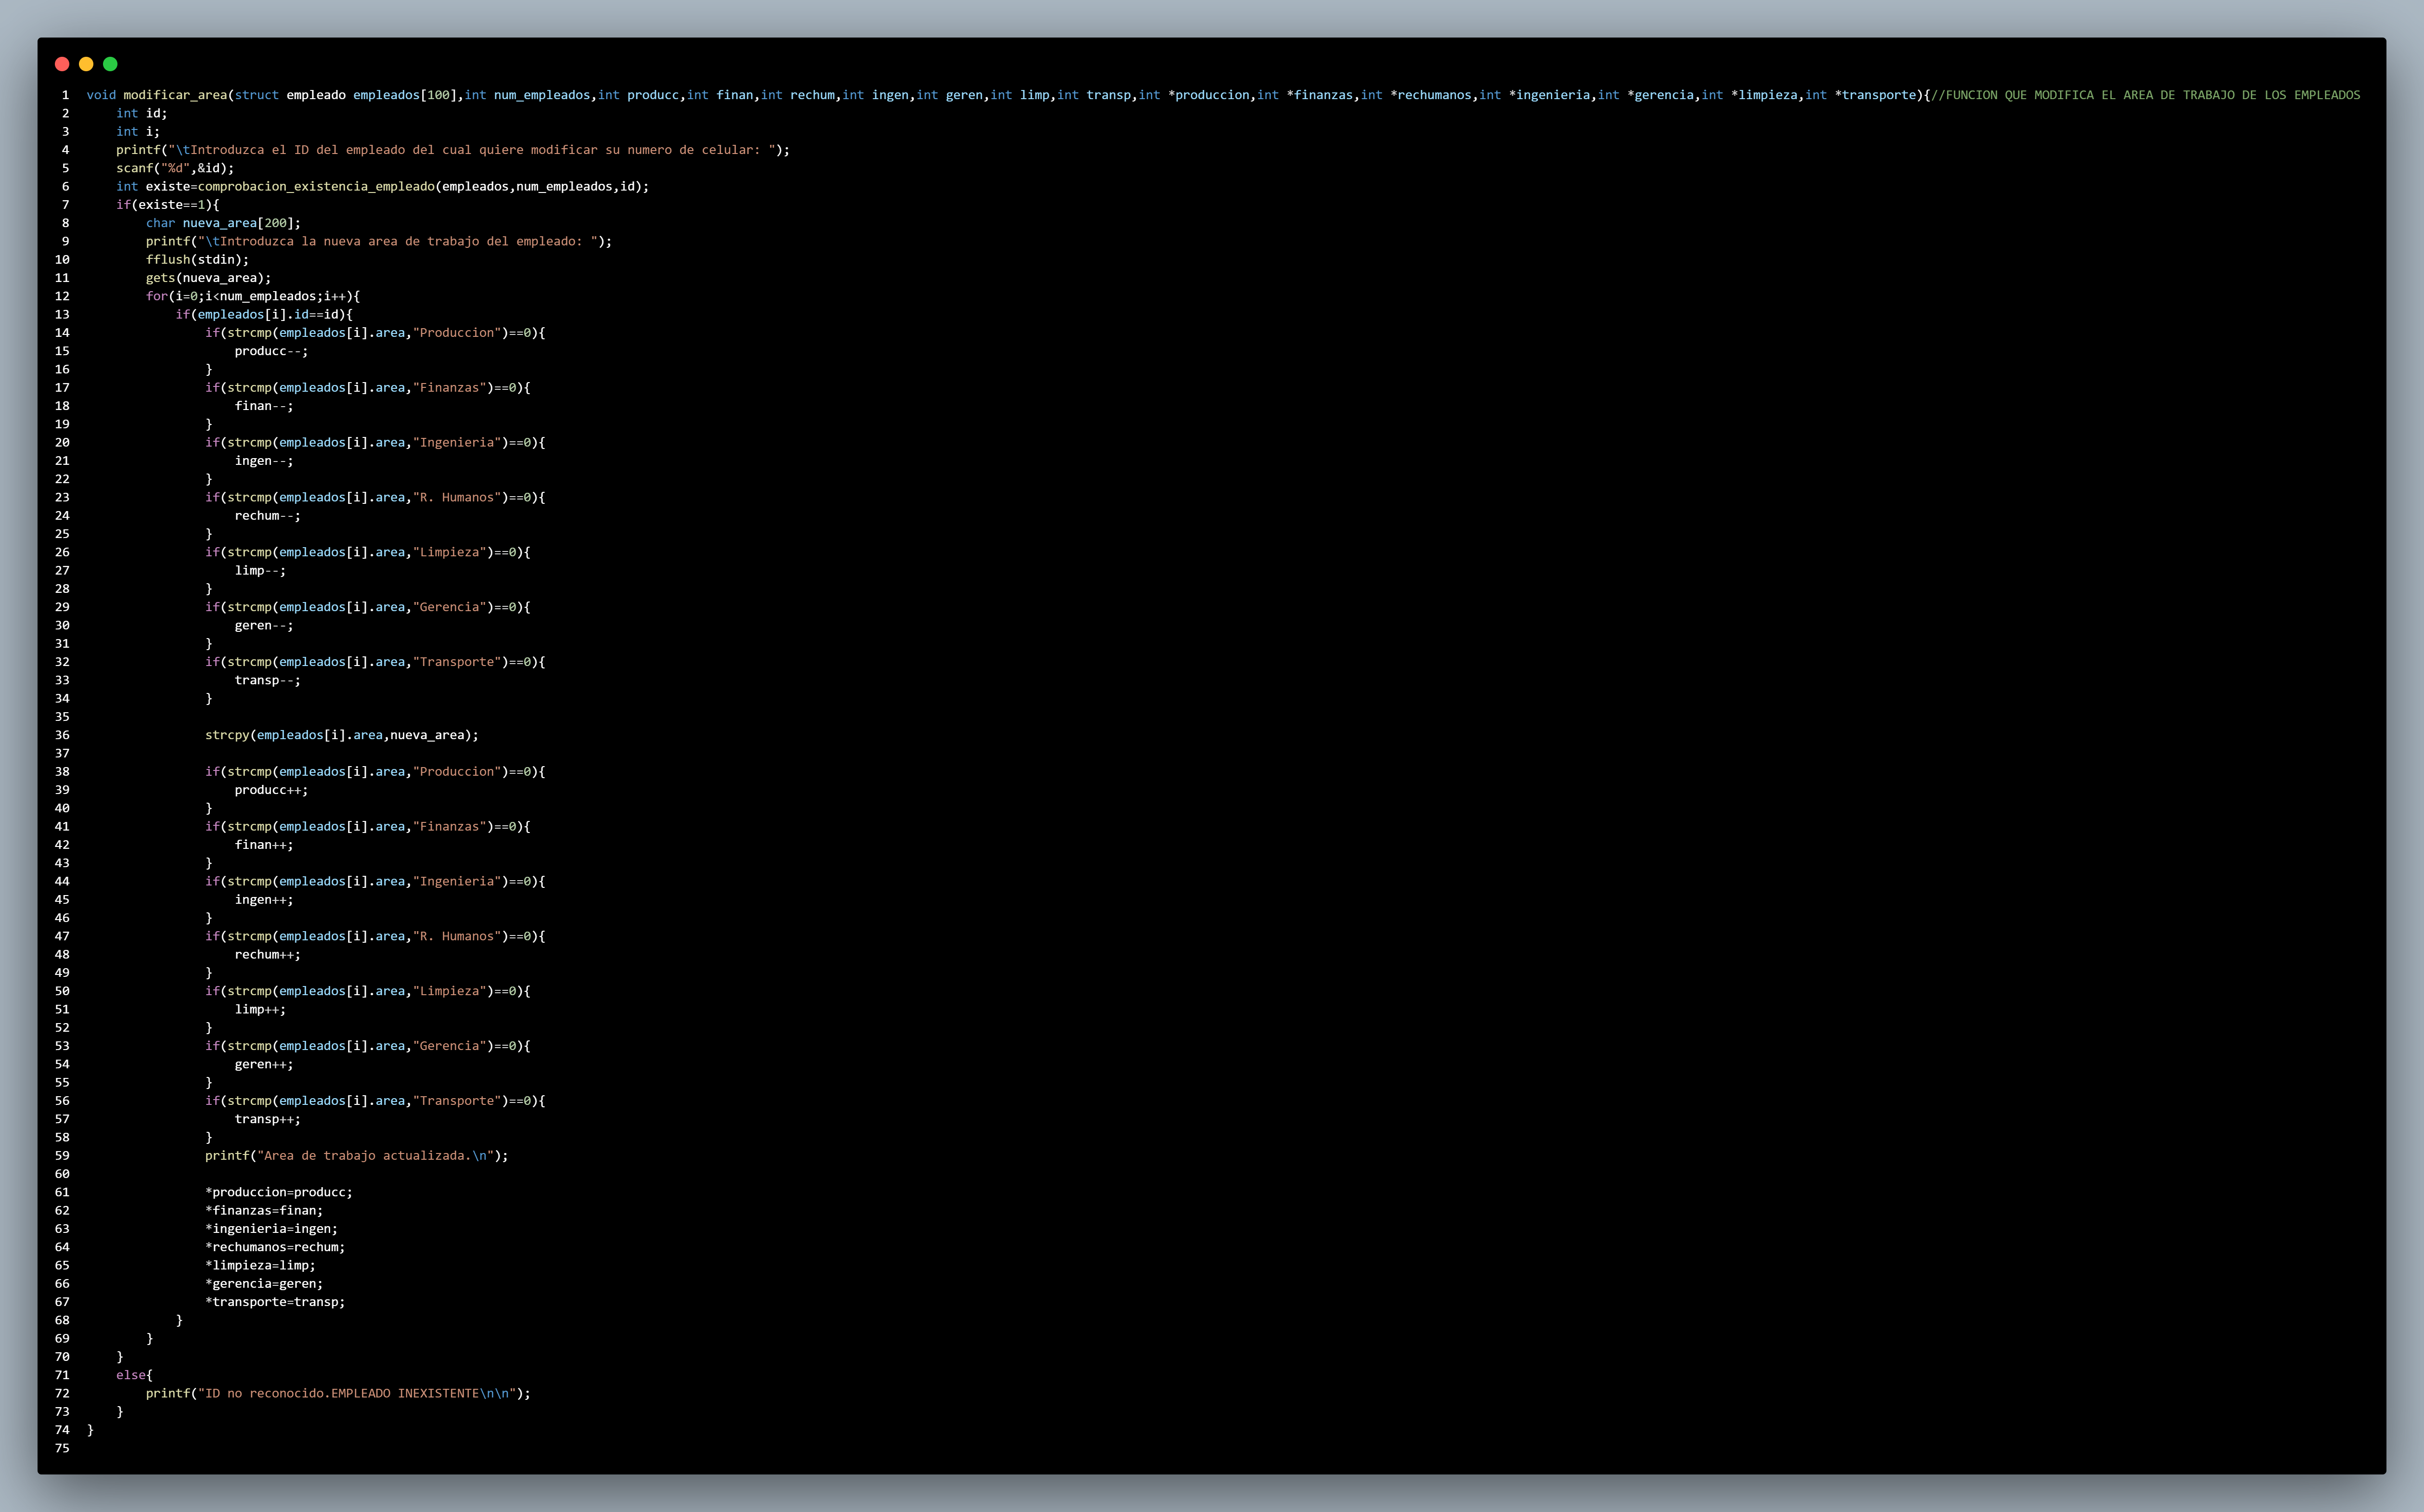 1 void modificar_area(struct empleado empleados[100],int num_empleados,int producc,int finan,int rechum,int ingen,int geren,int limp,int transp,int *produccion,int *finanzas,int *rechumanos,int *ingenieria,int *gerencia,int *limpieza,int *transporte){//FUNCION QUE MODIFICA EL AREA DE TRABAJO DE LOS EMPLEADOS
2     int id;
3     int i;
4     printf("\tIntroduzca el ID del empleado del cual quiere modificar su numero de celular: ");
5     scanf("%d",&id);
6     int existe=comprobacion_existencia_empleado(empleados,num_empleados,id);
7     if(existe==1){
8         char nueva_area[200];
9         printf("\tIntroduzca la nueva area de trabajo del empleado: ");
10         fflush(stdin);
11         gets(nueva_area);
12         for(i=0;i<num_empleados;i++){
13             if(empleados[i].id==id){
14                 if(strcmp(empleados[i].area,"Produccion")==0){
15                     producc--;
16                 }
17                 if(strcmp(empleados[i].area,"Finanzas")==0){
18                     finan--;
19                 }
20                 if(strcmp(empleados[i].area,"Ingenieria")==0){
21                     ingen--;
22                 }
23                 if(strcmp(empleados[i].area,"R. Humanos")==0){
24                     rechum--;
25                 }
26                 if(strcmp(empleados[i].area,"Limpieza")==0){
27                     limp--;
28                 }
29                 if(strcmp(empleados[i].area,"Gerencia")==0){
30                     geren--;
31                 }
32                 if(strcmp(empleados[i].area,"Transporte")==0){
33                     transp--;
34                 }
35
36                 strcpy(empleados[i].area,nueva_area);
37
38                 if(strcmp(empleados[i].area,"Produccion")==0){
39                     producc++;
40                 }
41                 if(strcmp(empleados[i].area,"Finanzas")==0){
42                     finan++;
43                 }
44                 if(strcmp(empleados[i].area,"Ingenieria")==0){
45                     ingen++;
46                 }
47                 if(strcmp(empleados[i].area,"R. Humanos")==0){
48                     rechum++;
49                 }
50                 if(strcmp(empleados[i].area,"Limpieza")==0){
51                     limp++;
52                 }
53                 if(strcmp(empleados[i].area,"Gerencia")==0){
54                     geren++;
55                 }
56                 if(strcmp(empleados[i].area,"Transporte")==0){
57                     transp++;
58                 }
59                 printf("Area de trabajo actualizada.\n");
60
61                 *produccion=producc;
62                 *finanzas=finan;
63                 *ingenieria=ingen;
64                 *rechumanos=rechum;
65                 *limpieza=limp;
66                 *gerencia=geren;
67                 *transporte=transp;
68             }
69         }
70     }
71     else{
72         printf("ID no reconocido.EMPLEADO INEXISTENTE\n\n");
73     }
74 }
75